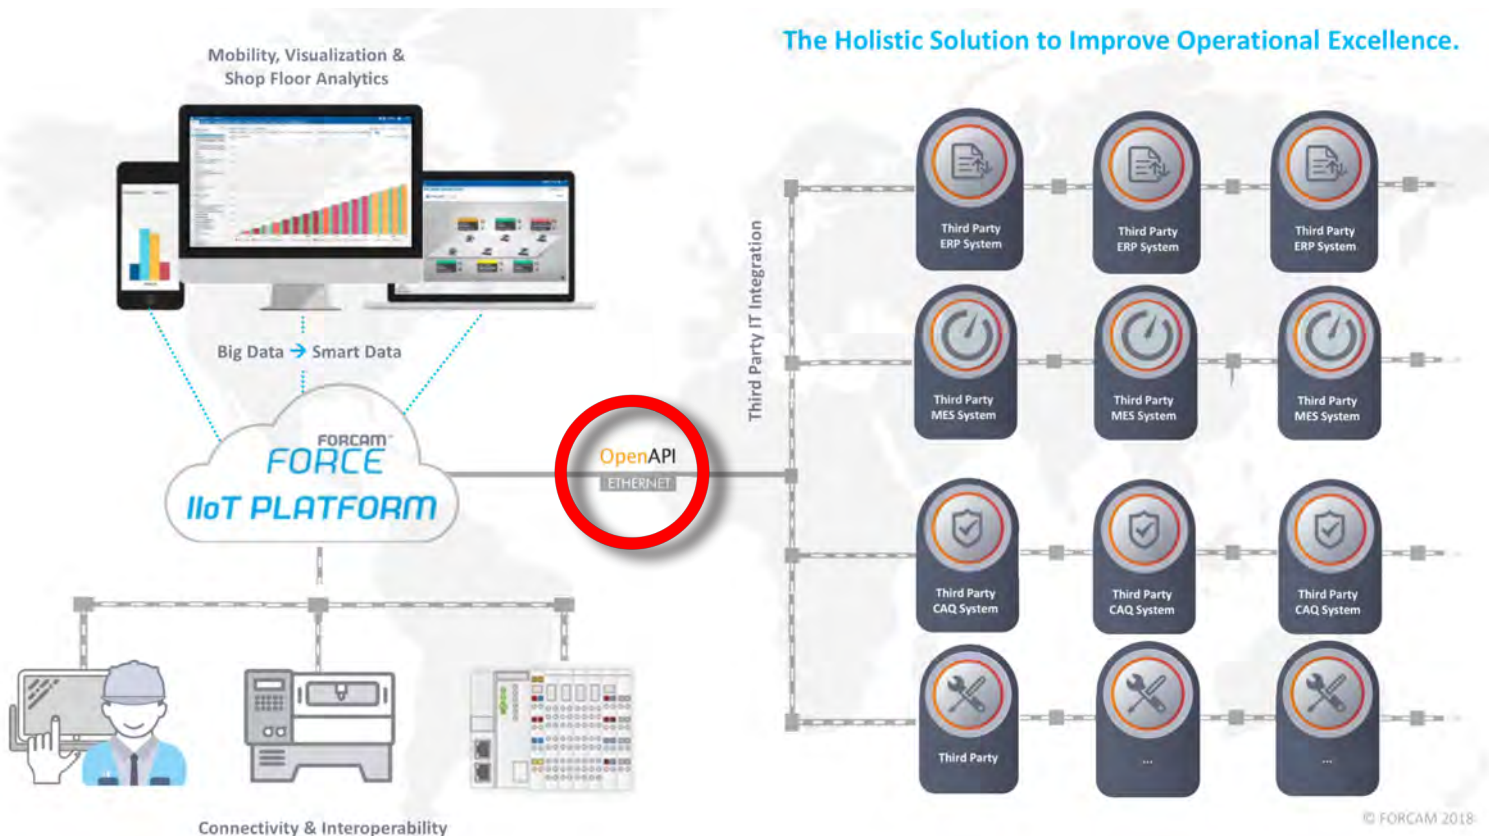 The Holistic Solution to Improve Operational Excellence.
Mobility, Visualization &
Shop Floor Analytics
Big Data → Smart Data
FORCAM™
FORCE
IIoT PLATFORM
OpenAPI
ETHERNET
Connectivity & Interoperability
Third Party IT Integration
Third Party
ERP System
Third Party
ERP System
Third Party
ERP System
Third Party
MES System
Third Party
MES System
Third Party
MES System
Third Party
CAQ System
Third Party
CAQ System
Third Party
CAQ System
Third Party
...
...
© FORCAM 2018